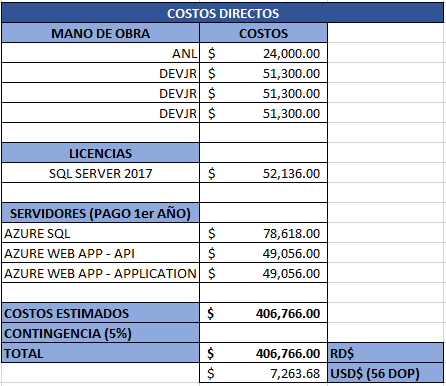 COSTOS DIRECTOS
MANO DE OBRA COSTOS
ANL $ 24,000.00
DEVJR $ 51,300.00
DEVJR $ 51,300.00
DEVJR $ 51,300.00
LICENCIAS
SQL SERVER 2017 $ 52,136.00
SERVIDORES (PAGO 1er AÑO)
AZURE SQL $ 78,618.00
AZURE WEB APP - API $ 49,056.00
AZURE WEB APP - APPLICATION $ 49,056.00
COSTOS ESTIMADOS $ 406,766.00
CONTINGENCIA (5%)
TOTAL $ 406,766.00 RD$
$ 7,263.68 USD$ (56 DOP)